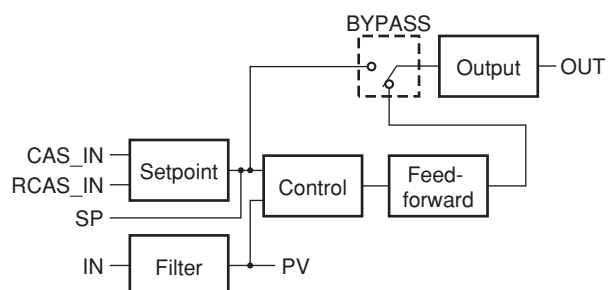 BYPASS
Output
OUT
CAS_IN
RCAS_IN
Setpoint
Control
Feed-
forward
SP
IN
Filter
PV